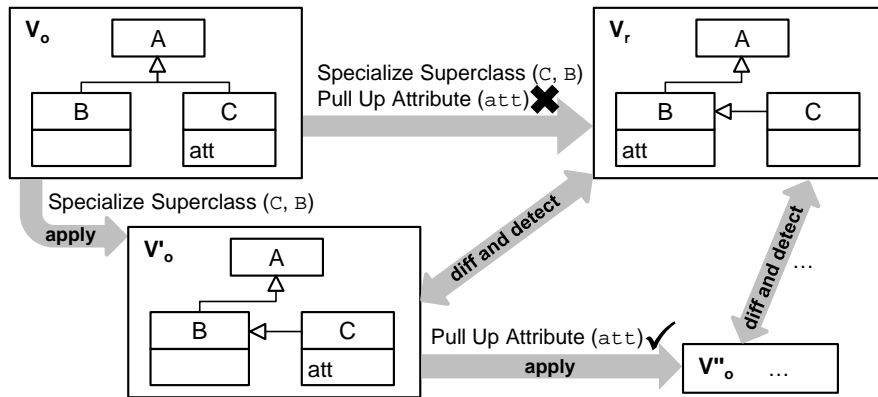 Vo
A
B
C
att
Specialize Superclass (C, B)
Pull Up Attribute (att)
Vr
A
B
C
att
Specialize Superclass (C, B)
apply
diff and detect
diff and detect
...
V'o
A
B
C
att
Pull Up Attribute (att)
apply
V"o ...